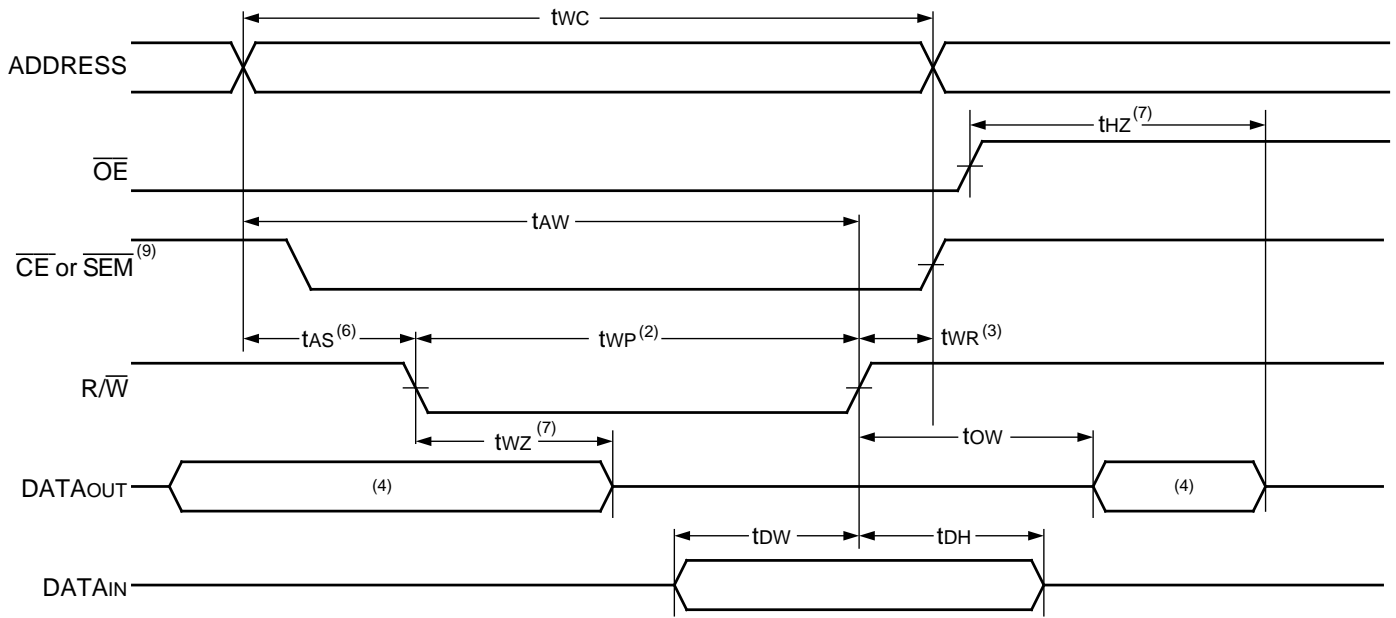 tWC
ADDRESS
tHZ(7)
OE
tAW
CE or SEM(9)
tAS(6) tWP(2) tWR(3)
R/W
tWZ(7) tOW
DATAOUT (4) (4)
tDW tDH
DATAIN